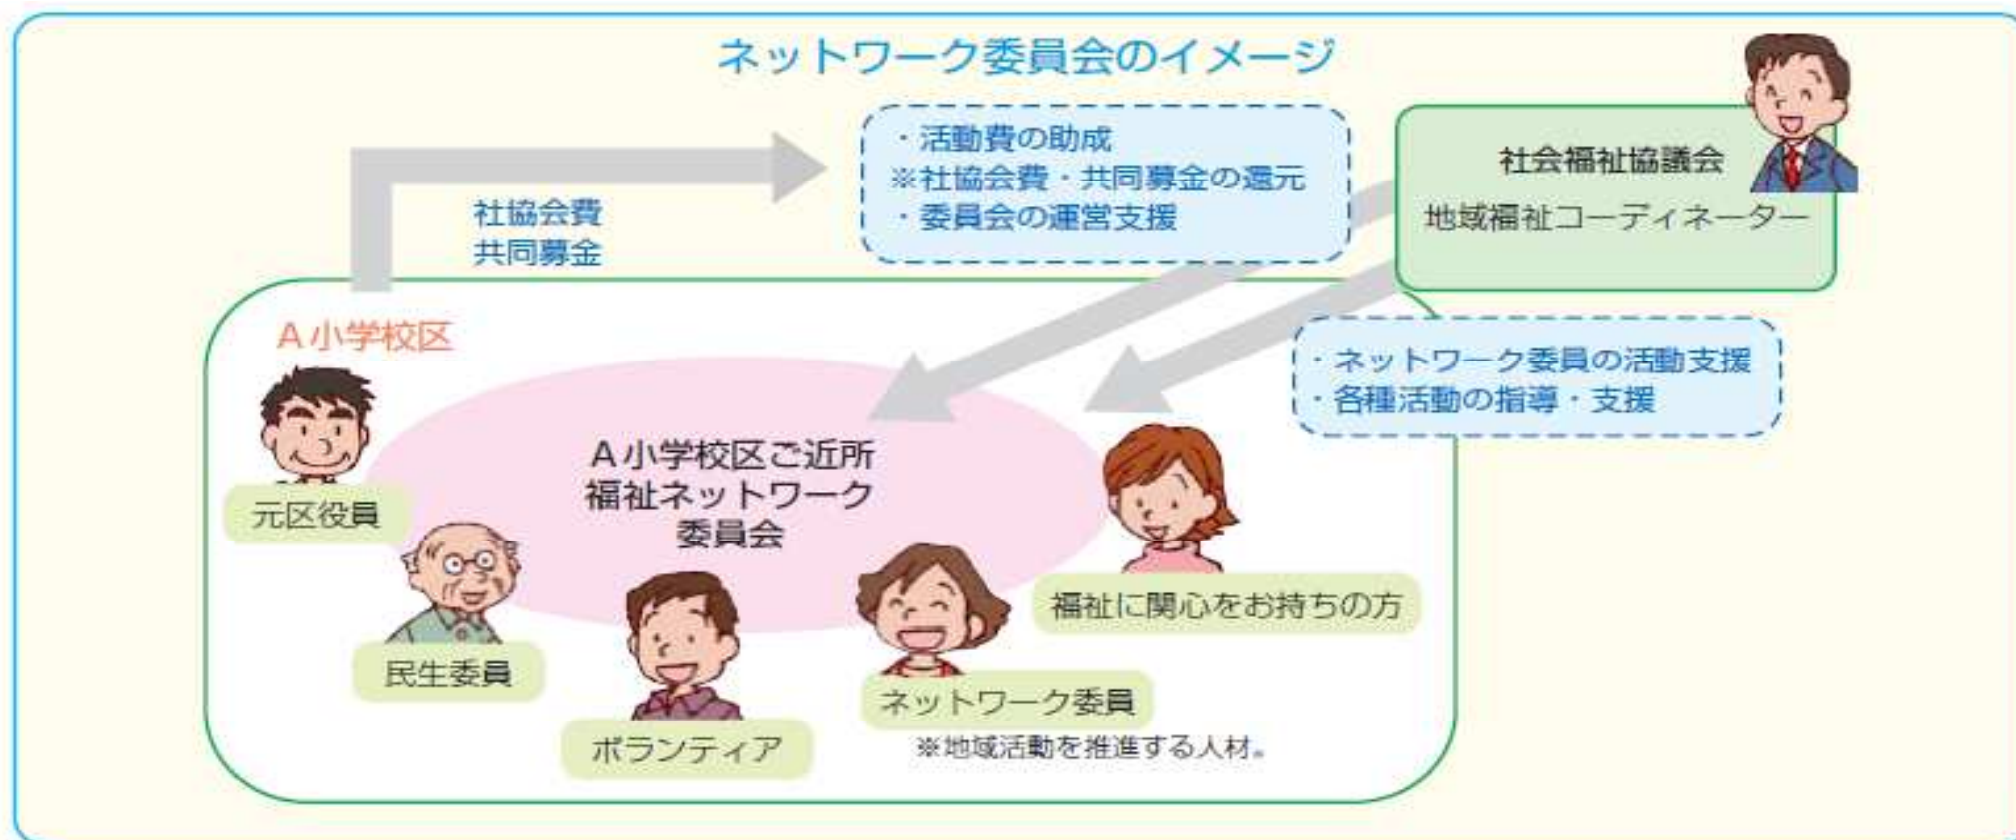 ネットワーク委員会のイメージ
社協会費
共同募金
・活動費の助成
※社協会費・共同募金の還元
・委員会の運営支援
社会福祉協議会
地域福祉コーディネーター
・ネットワーク委員の活動支援
・各種活動の指導・支援
A小学校区
A小学校区ご近所
福祉ネットワーク
委員会
元区役員
民生委員
ボランティア
ネットワーク委員
※地域活動を推進する人材。
福祉に関心をお持ちの方